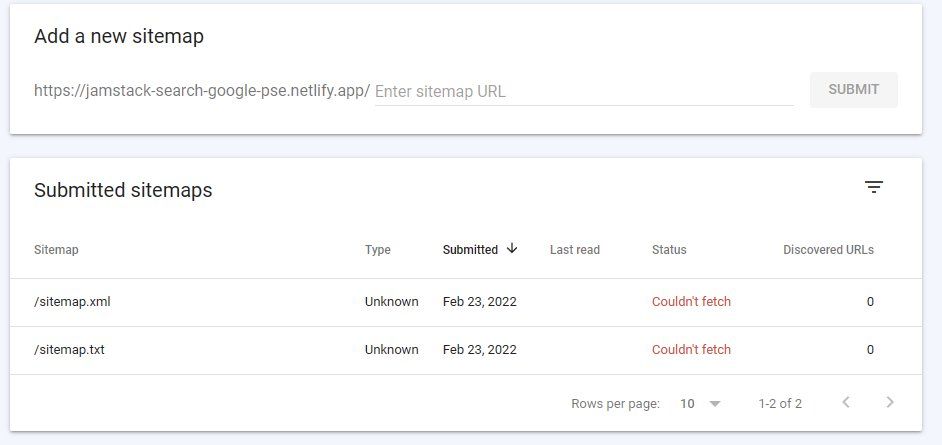 Add a new sitemap
https://jamstack-search-google-pse.netlify.app/ Enter sitemap URL SUBMIT
Submitted sitemaps
Sitemap Type Submitted Last read Status Discovered URLs
/sitemap.xml Unknown Feb 23, 2022 Couldn't fetch 0
/sitemap.txt Unknown Feb 23, 2022 Couldn't fetch 0
Rows per page: 10 1-2 of 2